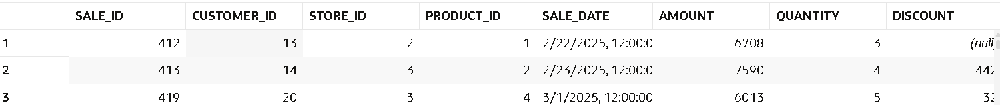 SALE_ID CUSTOMER_ID STORE_ID PRODUCT_ID SALE_DATE AMOUNT QUANTITY DISCOUNT
1 412 13 2 1 2/22/2025, 12:00:0 6708 3 (null)
2 413 14 3 2 2/23/2025, 12:00:0 7590 4 442
3 419 20 3 4 3/1/2025, 12:00:00 6013 5 32